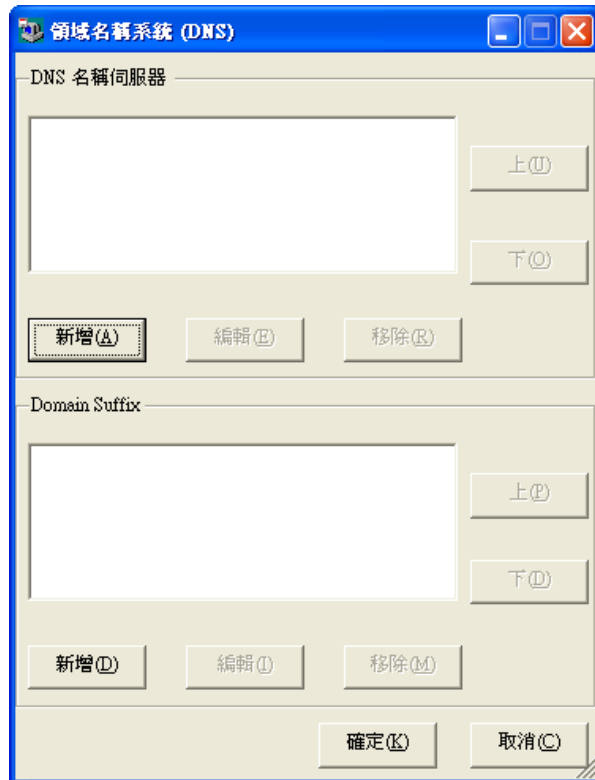 領域名稱系統 (DNS)
DNS 名稱伺服器
上(U)
下(O)
新增(A) 編輯(E) 移除(R)
Domain Suffix
上(P)
下(D)
新增(D) 編輯(I) 移除(M)
確定(K) 取消(C)